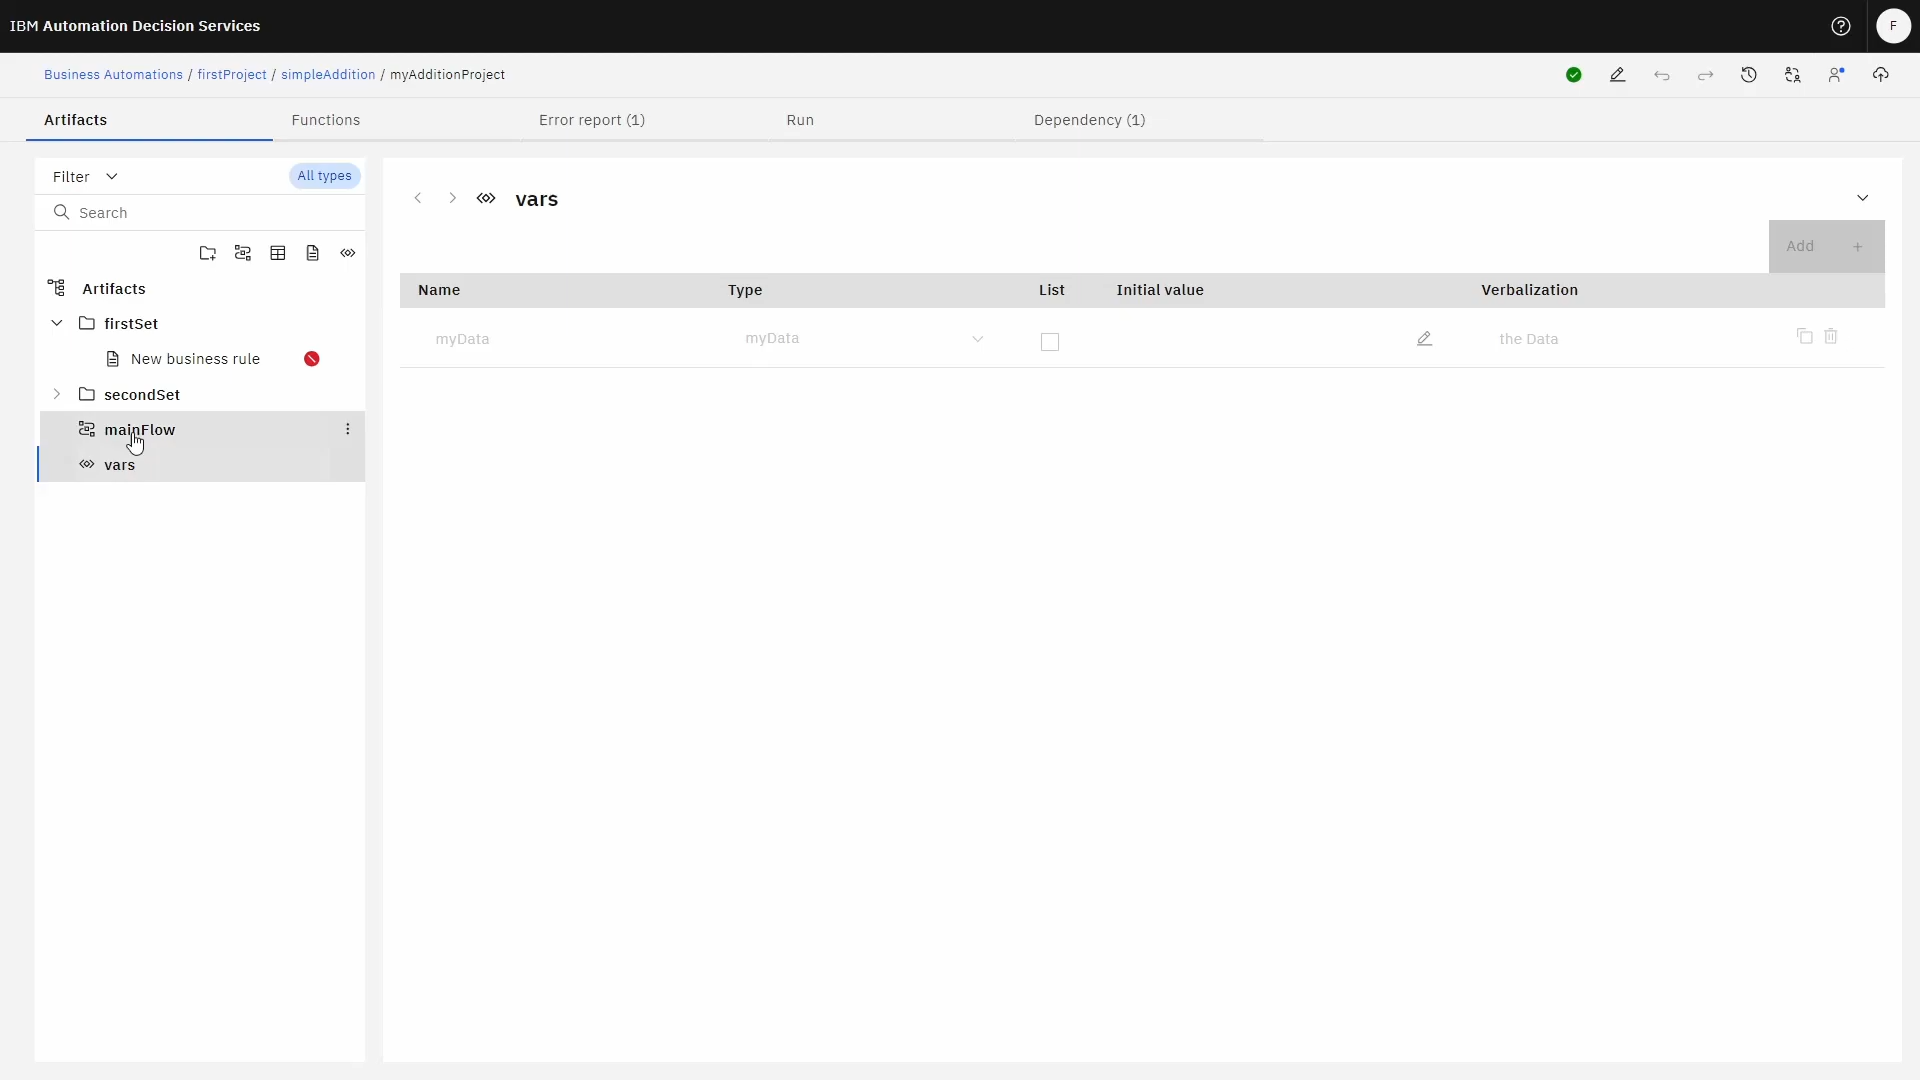 IBM Automation Decision Services
F
Business Automations / firstProject / simpleAddition / myAdditionProject
Artifacts
Functions
Error report (1)
Run
Dependency (1)
Filter
All types
Search
Artifacts
firstSet
New business rule
secondSet
mainFlow
vars
vars
Add +
Name
Type
List
Initial value
Verbalization
myData
myData
the Data